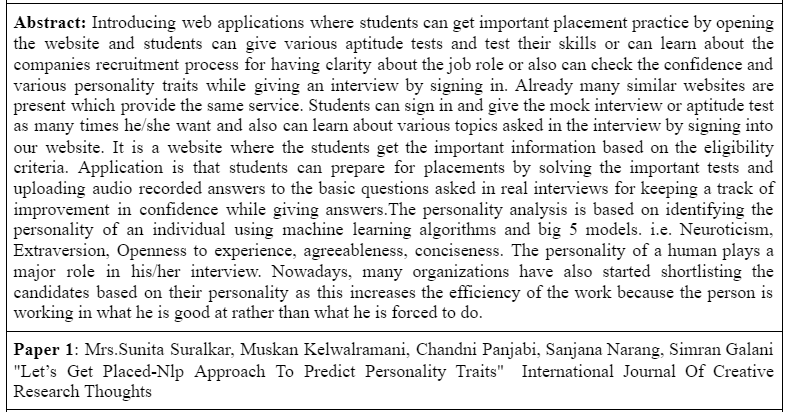 Abstract: Introducing web applications where students can get important placement practice by opening
the website and students can give various aptitude tests and test their skills or can learn about the
companies recruitment process for having clarity about the job role or also can check the confidence and
various personality traits while giving an interview by signing in. Already many similar websites are
present which provide the same service. Students can sign in and give the mock interview or aptitude test
as many times he/she want and also can learn about various topics asked in the interview by signing into
our website. It is a website where the students get the important information based on the eligibility
criteria. Application is that students can prepare for placements by solving the important tests and
uploading audio recorded answers to the basic questions asked in real interviews for keeping a track of
improvement in confidence while giving answers.The personality analysis is based on identifying the
personality of an individual using machine learning algorithms and big 5 models. i.e. Neuroticism,
Extraversion, Openness to experience, agreeableness, conciseness. The personality of a human plays a
major role in his/her interview. Nowadays, many organizations have also started shortlisting the
candidates based on their personality as this increases the efficiency of the work because the person is
working in what he is good at rather than what he is forced to do.
Paper 1: Mrs.Sunita Suralkar, Muskan Kelwalramani, Chandni Panjabi, Sanjana Narang, Simran Galani
"Let's Get Placed-Nlp Approach To Predict Personality Traits" International Journal Of Creative
Research Thoughts